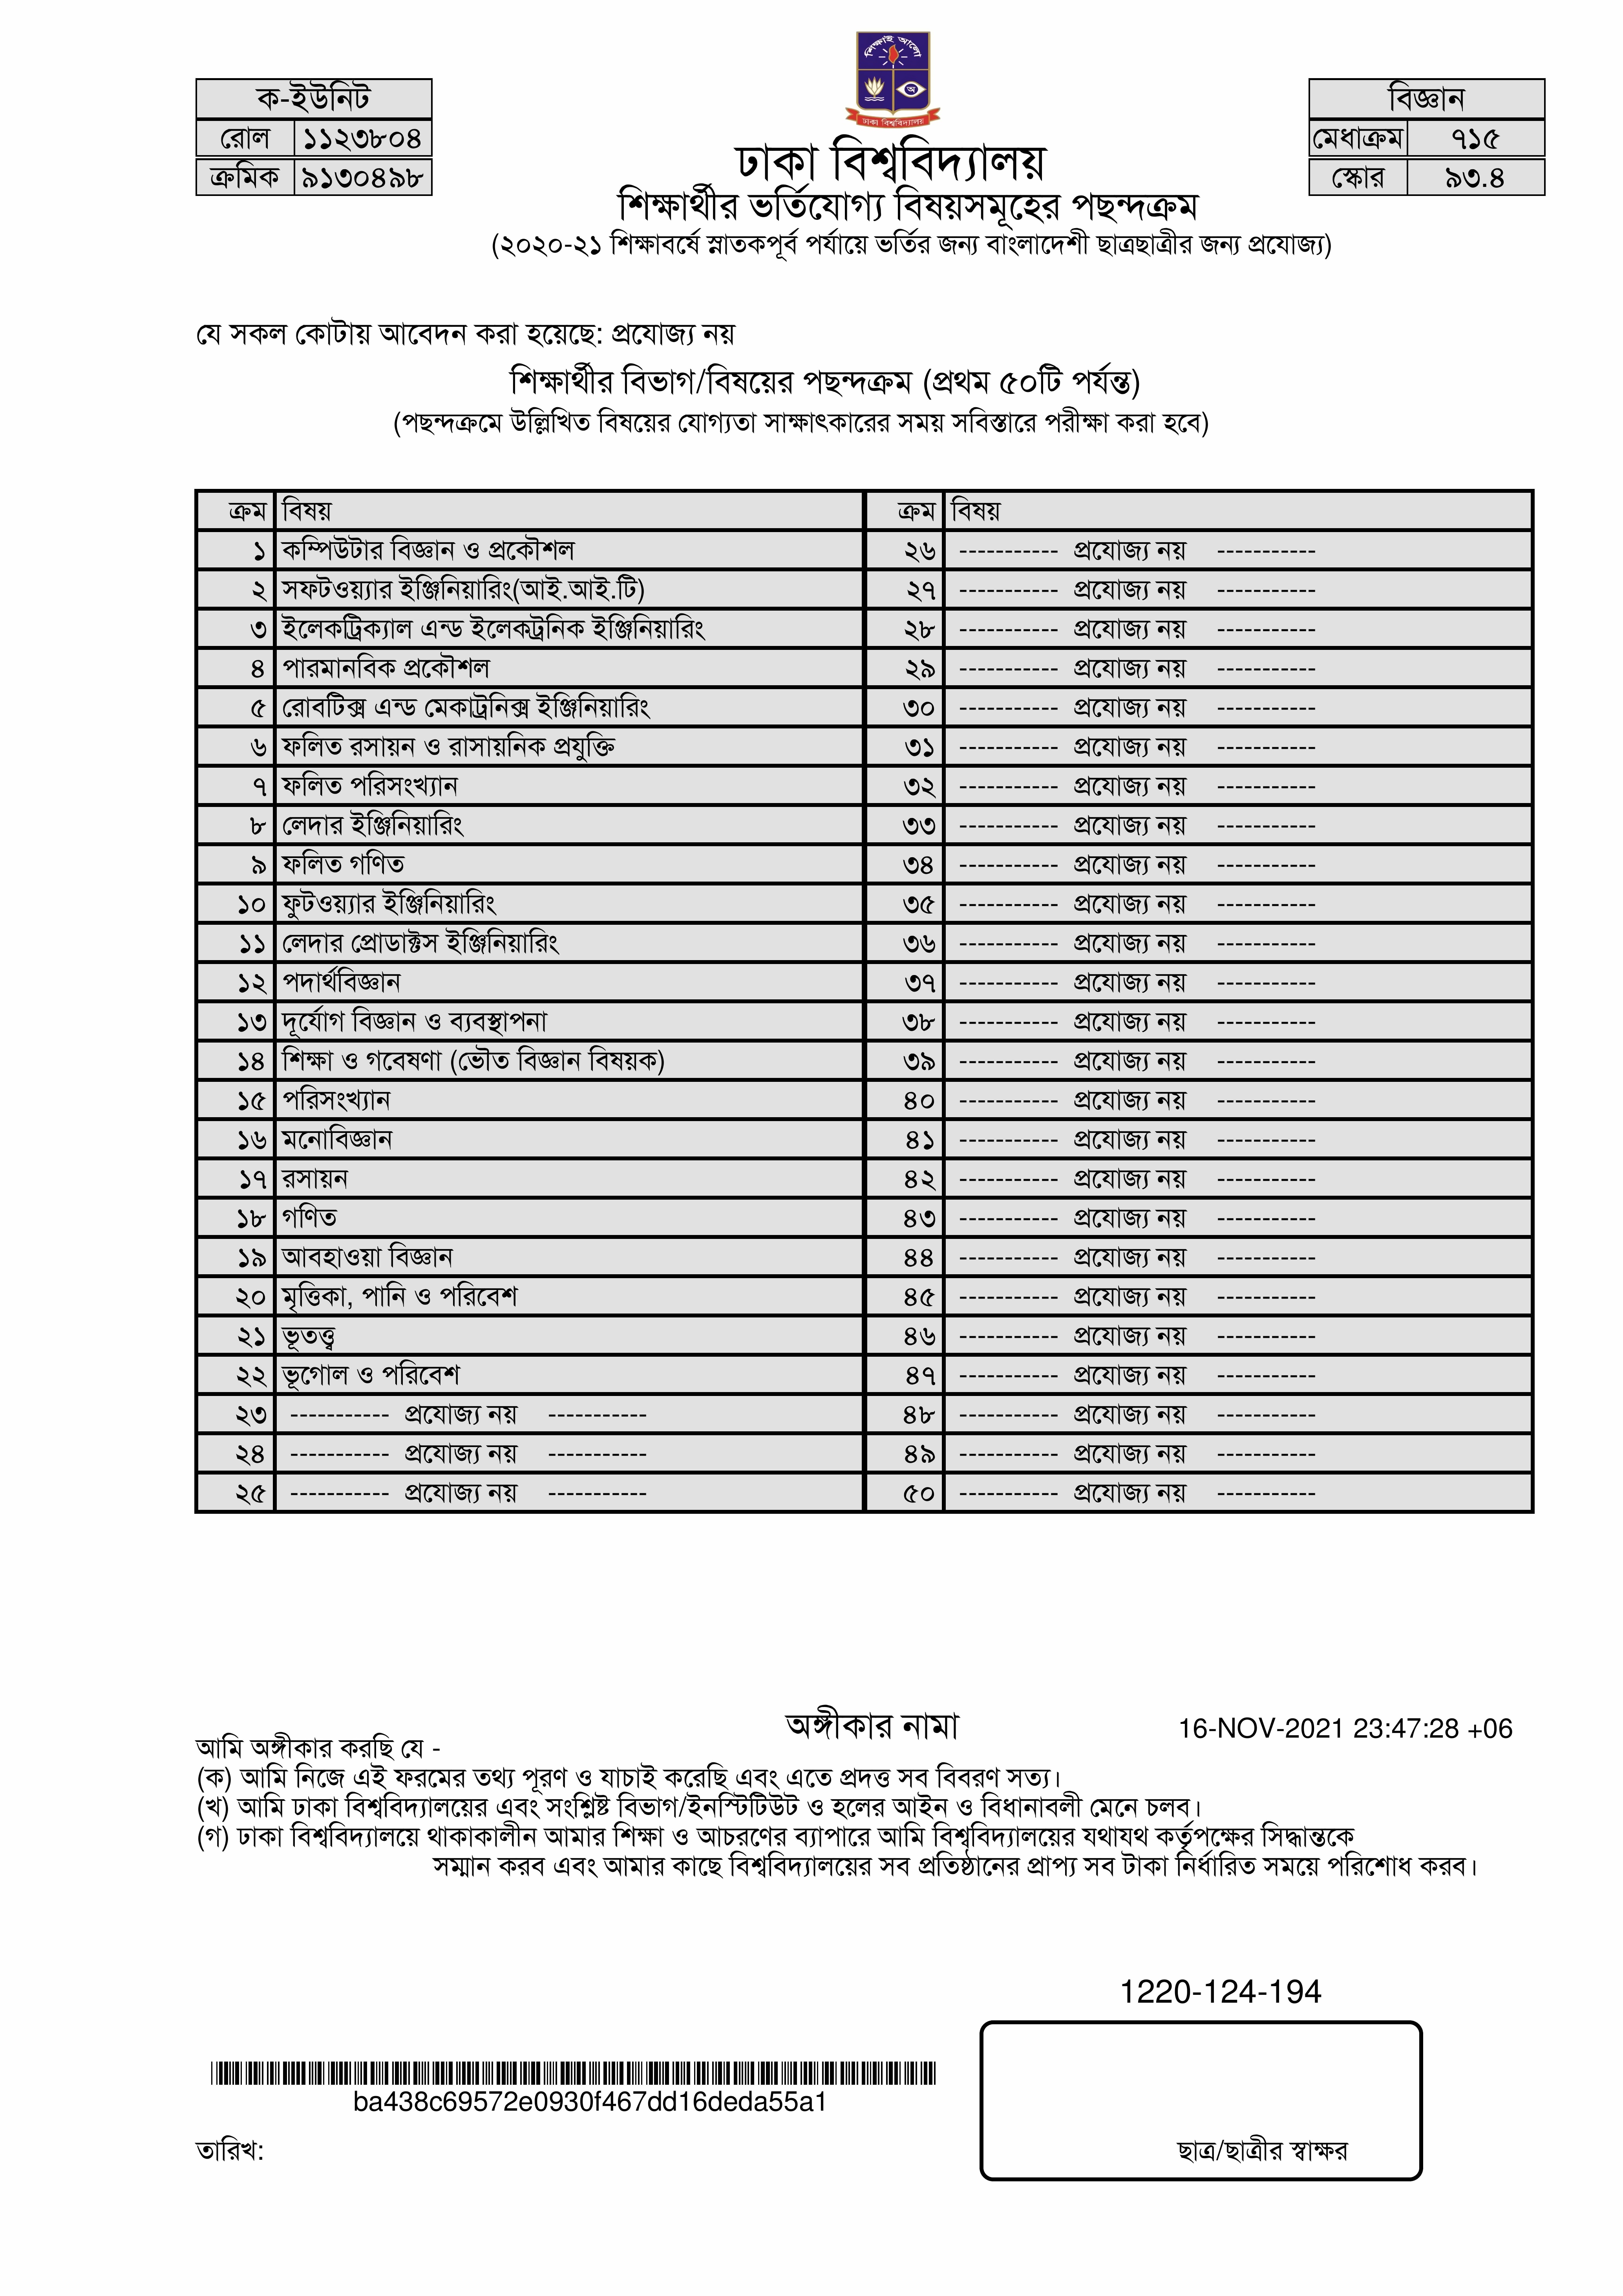 শিক্ষাই আলো
অ
ঢাকা বিশ্ববিদ্যালয়
ক-ইউনিট
রোল ১১২৩৮০৪
ক্রমিক ৯১৩০৪৯৮
বিজ্ঞান
মেধাক্রম ৭১৫
স্কোর ৯৩.৪
ঢাকা বিশ্ববিদ্যালয়
শিক্ষার্থীর ভর্তিযোগ্য বিষয়সমূহের পছন্দক্রম
(২০২০-২১ শিক্ষাবর্ষে স্নাতকপূর্ব পর্যায়ে ভর্তির জন্য বাংলাদেশী ছাত্রছাত্রীর জন্য প্রযোজ্য)
যে সকল কোটায় আবেদন করা হয়েছে: প্রযোজ্য নয়
শিক্ষার্থীর বিভাগ/বিষয়ের পছন্দক্রম (প্রথম ৫০টি পর্যন্ত)
(পছন্দক্রমে উল্লিখিত বিষয়ের যোগ্যতা সাক্ষাৎকারের সময় সবিস্তারে পরীক্ষা করা হবে)
ক্রম বিষয় ক্রম বিষয়
১ কম্পিউটার বিজ্ঞান ও প্রকৌশল ২৬ ----------- প্রযোজ্য নয় -----------
২ সফটওয়্যার ইঞ্জিনিয়ারিং(আই.আই.টি) ২৭ ----------- প্রযোজ্য নয় -----------
৩ ইলেকট্রিক্যাল এন্ড ইলেকট্রনিক ইঞ্জিনিয়ারিং ২৮ ----------- প্রযোজ্য নয় -----------
৪ পারমানবিক প্রকৌশল ২৯ ----------- প্রযোজ্য নয় -----------
৫ রোবটিক্স এন্ড মেকাট্রনিক্স ইঞ্জিনিয়ারিং ৩০ ----------- প্রযোজ্য নয় -----------
৬ ফলিত রসায়ন ও রাসায়নিক প্রযুক্তি ৩১ ----------- প্রযোজ্য নয় -----------
৭ ফলিত পরিসংখ্যান ৩২ ----------- প্রযোজ্য নয় -----------
৮ লেদার ইঞ্জিনিয়ারিং ৩৩ ----------- প্রযোজ্য নয় -----------
৯ ফলিত গণিত ৩৪ ----------- প্রযোজ্য নয় -----------
১০ ফুটওয়্যার ইঞ্জিনিয়ারিং ৩৫ ----------- প্রযোজ্য নয় -----------
১১ লেদার প্রোডাক্টস ইঞ্জিনিয়ারিং ৩৬ ----------- প্রযোজ্য নয় -----------
১২ পদার্থবিজ্ঞান ৩৭ ----------- প্রযোজ্য নয় -----------
১৩ দূর্যোগ বিজ্ঞান ও ব্যবস্থাপনা ৩৮ ----------- প্রযোজ্য নয় -----------
১৪ শিক্ষা ও গবেষণা (ভৌত বিজ্ঞান বিষয়ক) ৩৯ ----------- প্রযোজ্য নয় -----------
১৫ পরিসংখ্যান ৪০ ----------- প্রযোজ্য নয় -----------
১৬ মনোবিজ্ঞান ৪১ ----------- প্রযোজ্য নয় -----------
১৭ রসায়ন ৪২ ----------- প্রযোজ্য নয় -----------
১৮ গণিত ৪৩ ----------- প্রযোজ্য নয় -----------
১৯ আবহাওয়া বিজ্ঞান ৪৪ ----------- প্রযোজ্য নয় -----------
২০ মৃত্তিকা, পানি ও পরিবেশ ৪৫ ----------- প্রযোজ্য নয় -----------
২১ ভূতত্ত্ব ৪৬ ----------- প্রযোজ্য নয় -----------
২২ ভূগোল ও পরিবেশ ৪৭ ----------- প্রযোজ্য নয় -----------
২৩ ----------- প্রযোজ্য নয় ----------- ৪৮ ----------- প্রযোজ্য নয় -----------
২৪ ----------- প্রযোজ্য নয় ----------- ৪৯ ----------- প্রযোজ্য নয় -----------
২৫ ----------- প্রযোজ্য নয় ----------- ৫০ ----------- প্রযোজ্য নয় -----------
অঙ্গীকার নামা 16-NOV-2021 23:47:28 +06
আমি অঙ্গীকার করছি যে -
(ক) আমি নিজে এই ফরমের তথ্য পূরণ ও যাচাই করেছি এবং এতে প্রদত্ত সব বিবরণ সত্য।
(খ) আমি ঢাকা বিশ্ববিদ্যালয়ের এবং সংশ্লিষ্ট বিভাগ/ইনস্টিটিউট ও হলের আইন ও বিধানাবলী মেনে চলব।
(গ) ঢাকা বিশ্ববিদ্যালয়ে থাকাকালীন আমার শিক্ষা ও আচরণের ব্যাপারে আমি বিশ্ববিদ্যালয়ের যথাযথ কর্তৃপক্ষের সিদ্ধান্তকে
সম্মান করব এবং আমার কাছে বিশ্ববিদ্যালয়ের সব প্রতিষ্ঠানের প্রাপ্য সব টাকা নির্ধারিত সময়ে পরিশোধ করব।
1220-124-194
ba438c69572e0930f467dd16deda55a1
তারিখ:
ছাত্র/ছাত্রীর স্বাক্ষর